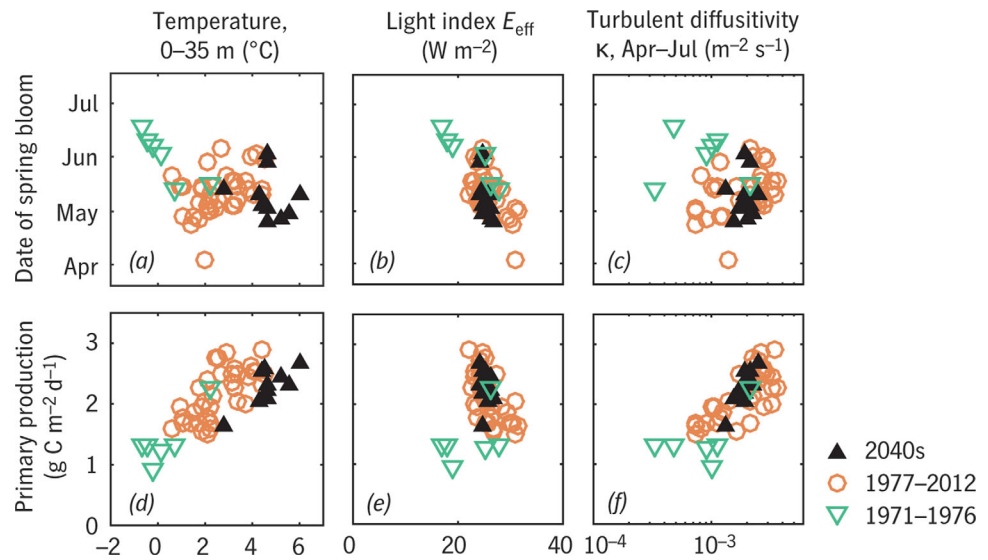 Temperature,
0–35 m (°C)
Light index Eeff
(W m–2)
Turbulent diffusitivity
κ, Apr–Jul (m–2 s–1)
Date of spring bloom
Jul
Jun
May
Apr
(a)
(b)
(c)
Primary production
(g C m–2 d–1)
3
2
1
0
(d)
(e)
(f)
–2 0 2 4 6
0 20 40
10–4 10–3
2040s
1977–2012
1971–1976